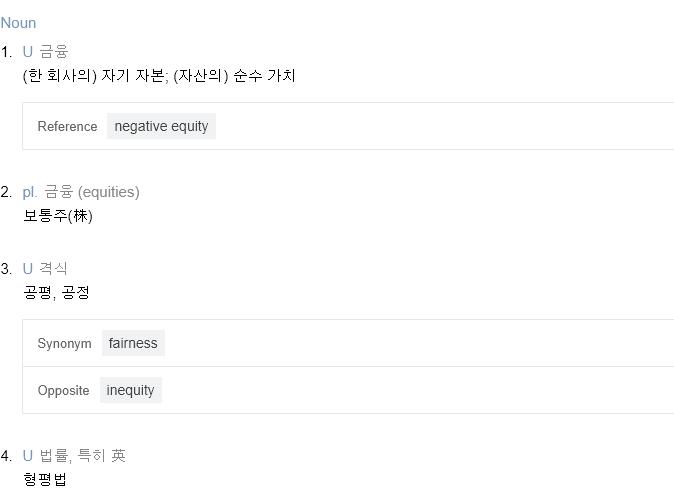 Noun
1. U 금융
(한 회사의) 자기 자본; (자산의) 순수 가치
Reference negative equity
2. pl. 금융 (equities)
보통주(株)
3. U 격식
공평, 공정
Synonym fairness
Opposite inequity
4. U 법률, 특히 英
형평법